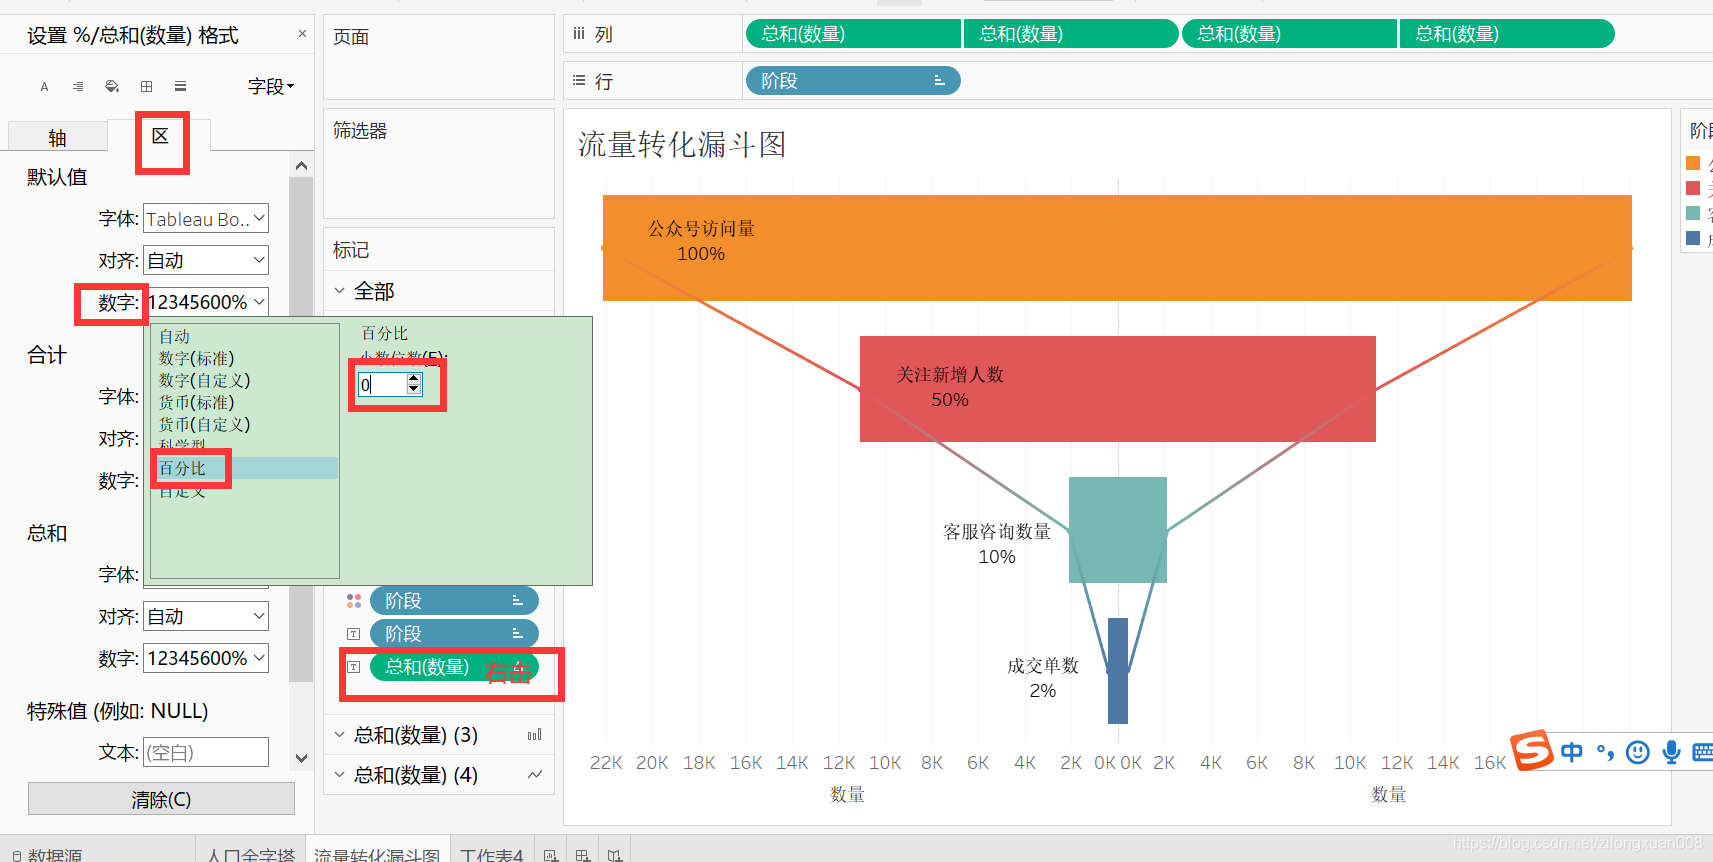 设置 %/总和(数量) 格式
×
字段
轴
区
默认值
字体:
Tableau Bo..
对齐:
自动
数字:
12345600%
自动
数字(标准)
数字(自定义)
货币(标准)
货币(自定义)
科学型
百分比
自定义
百分比
小数位数(E):
0
合计
字体:
对齐:
数字:
总和
字体:
对齐:
自动
数字:
12345600%
特殊值 (例如: NULL)
文本:
(空白)
清除(C)
页面
筛选器
标记
全部
阶段
阶段
总和(数量)
右击
总和(数量) (3)
总和(数量) (4)
列
总和(数量)
总和(数量)
总和(数量)
总和(数量)
行
阶段
流量转化漏斗图
公众号访问量
100%
关注新增人数
50%
客服咨询数量
10%
成交单数
2%
22K 20K 18K 16K 14K 12K 10K 8K 6K 4K 2K 0K
0K 2K 4K 6K 8K 10K 12K 14K 16K
数量
数量
中
数据源
人口金字塔
流量转化漏斗图
工作表4
https://blog.csdn.net/zilongxuan008